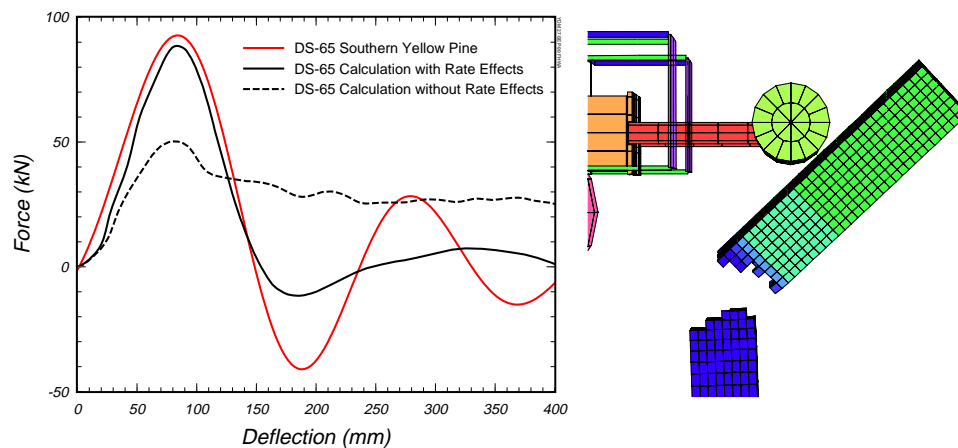 100
50
0
-50
0
50
100
150
200
250
300
350
400
Force (kN)
Deflection (mm)
DS-65 Southern Yellow Pine
DS-65 Calculation with Rate Effects
DS-65 Calculation without Rate Effects